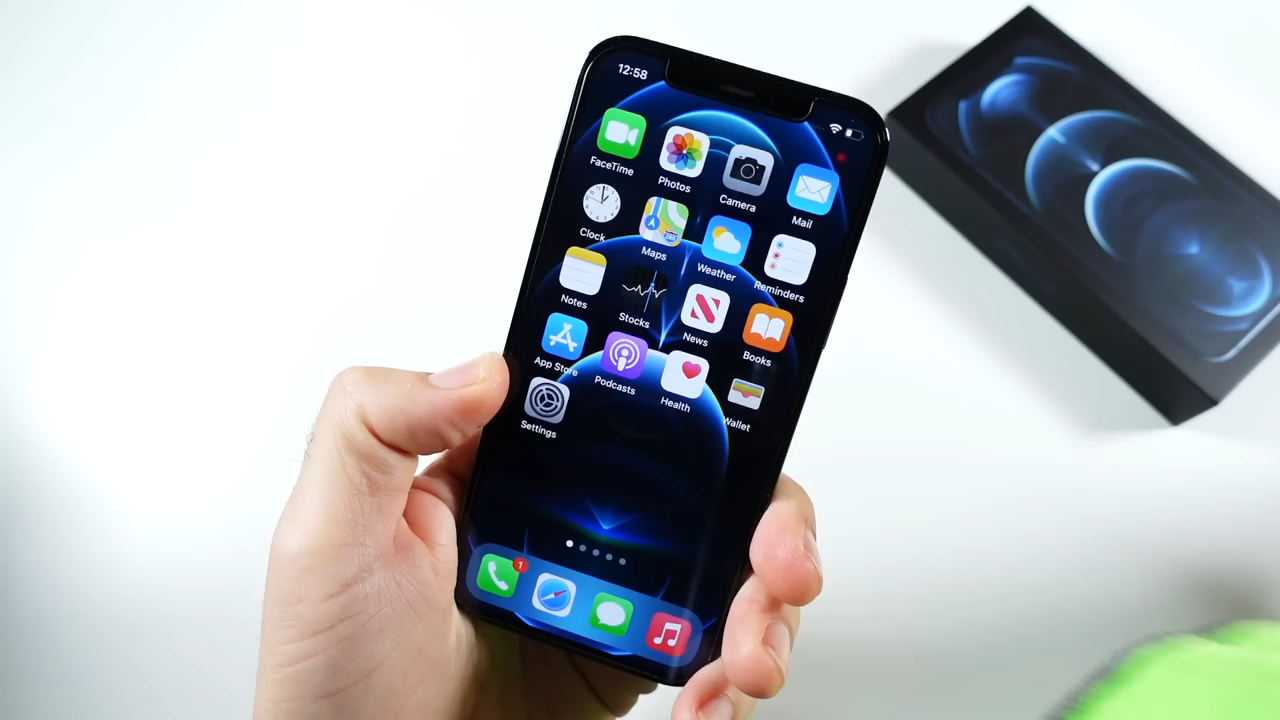 12:58
FaceTime
Photos
Camera
Mail
Clock
Maps
Weather
Reminders
Notes
Stocks
News
Books
App Store
Podcasts
Health
Wallet
Settings
1